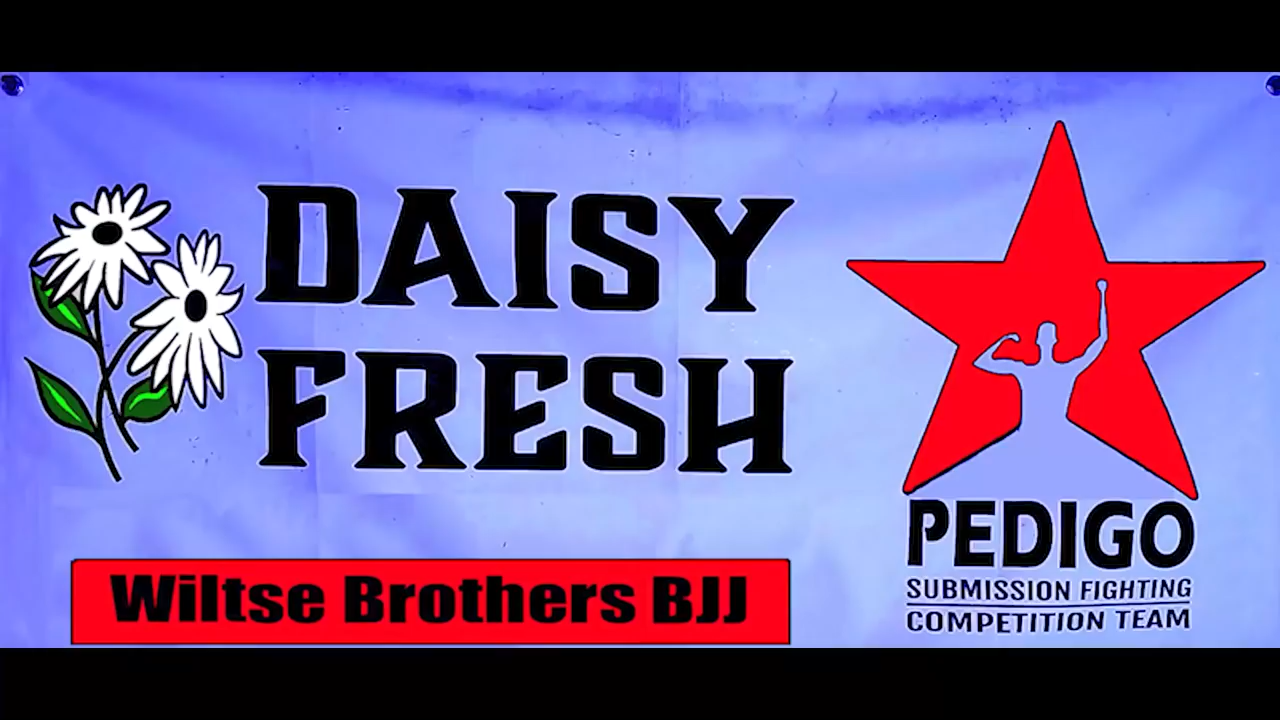 DAISY
FRESH
Wiltse Brothers BJJ
PEDIGO
SUBMISSION FIGHTING
COMPETITION TEAM